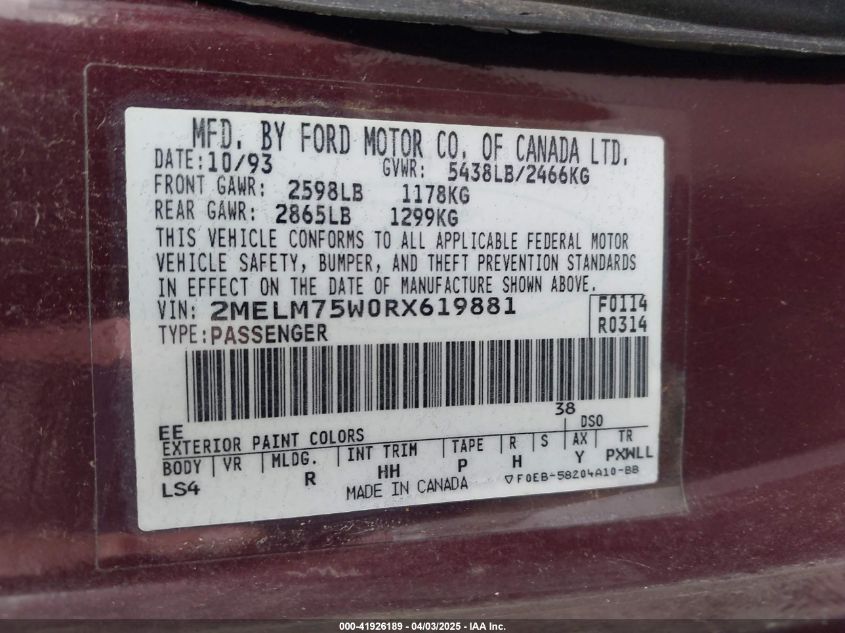 MFD. BY FORD MOTOR CO. OF CANADA LTD.
DATE: 10/93 GVWR: 5438LB/2466KG
FRONT GAWR: 2598LB 1178KG
REAR GAWR: 2865LB 1299KG
THIS VEHICLE CONFORMS TO ALL APPLICABLE FEDERAL MOTOR
VEHICLE SAFETY, BUMPER, AND THEFT PREVENTION STANDARDS
IN EFFECT ON THE DATE OF MANUFACTURE SHOWN ABOVE.
VIN: 2MELM75W0RX619881 F0114
TYPE: PASSENGER R0314
38
EE DSO
EXTERIOR PAINT COLORS
BODY VR MLDG. INT TRIM TAPE R S AX TR
LS4 R HH P H Y PXWLL
MADE IN CANADA ▽F0EB-58204A10-BB
000-41926189 - 04/03/2025 - IAA Inc.